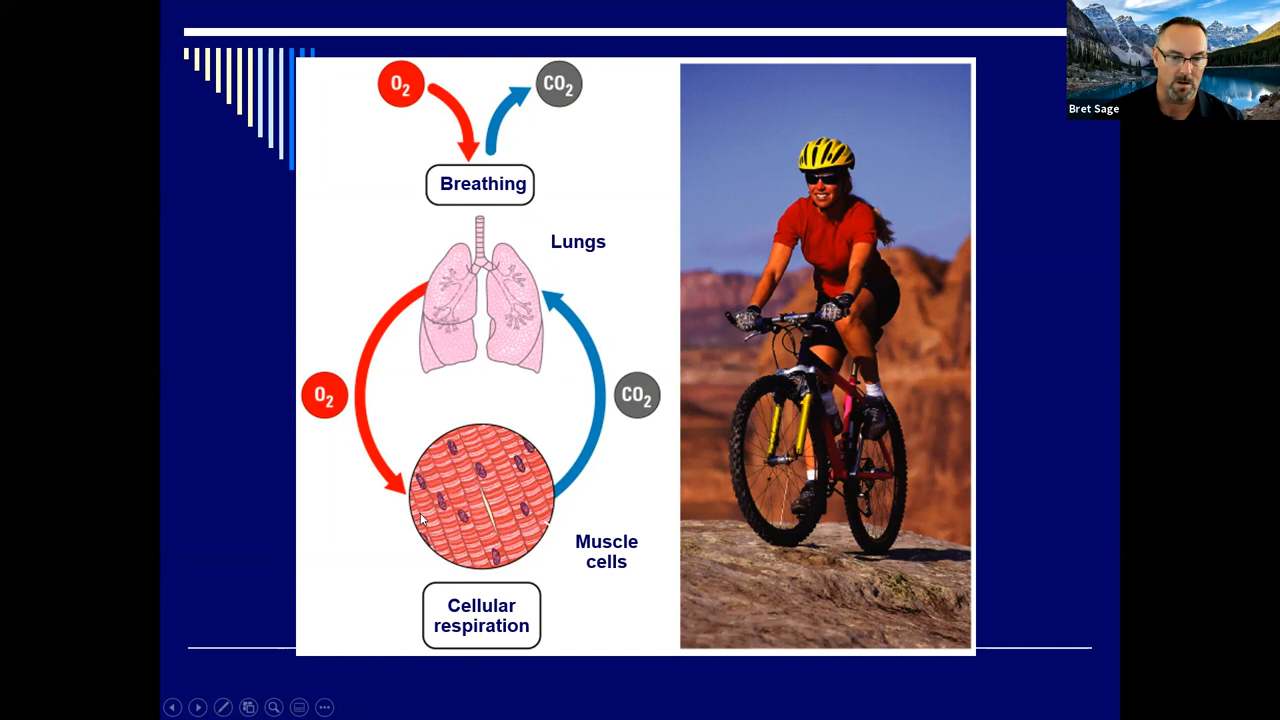 O2
CO2
Bret Sage
Breathing
Lungs
O2
CO2
Muscle
cells
Cellular
respiration